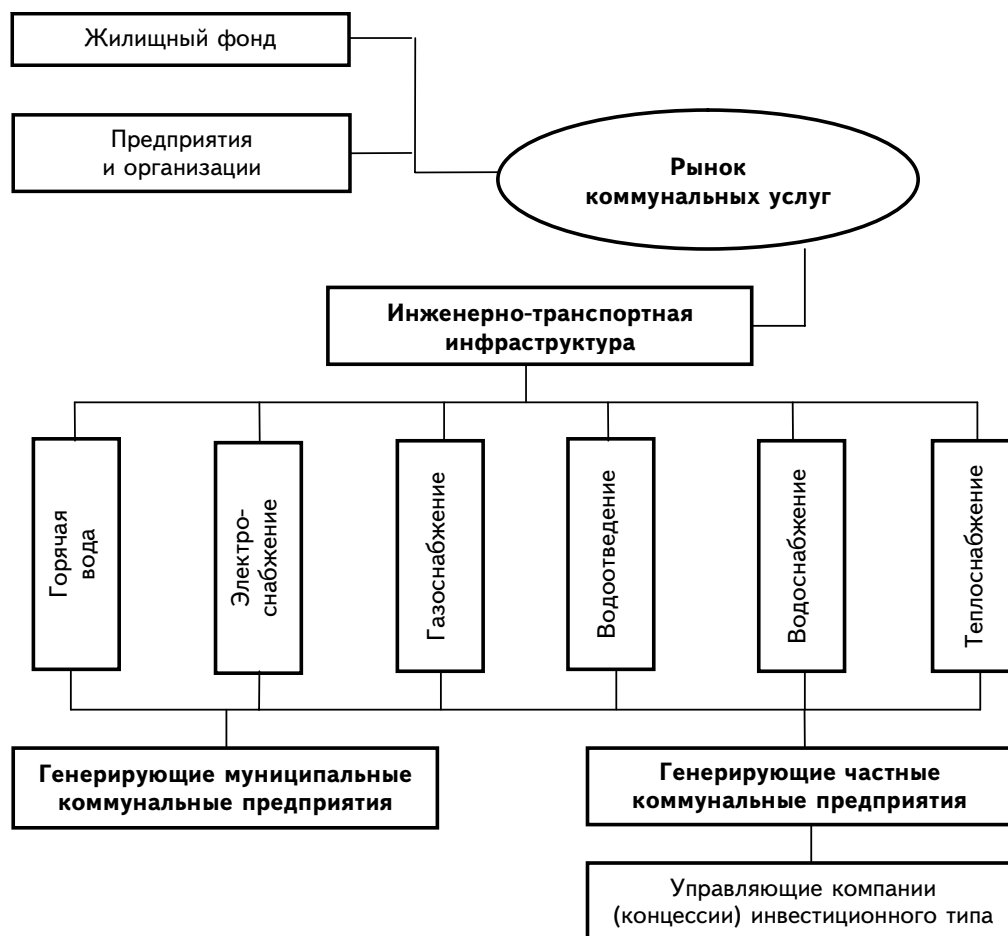 Жилищный фонд
Предприятия
и организации
Рынок
коммунальных услуг
Инженерно-транспортная
инфраструктура
Горячая
вода
Электро-
снабжение
Газоснабжение
Водоотведение
Водоснабжение
Теплоснабжение
Генерирующие муниципальные
коммунальные предприятия
Генерирующие частные
коммунальные предприятия
Управляющие компании
(концессии) инвестиционного типа